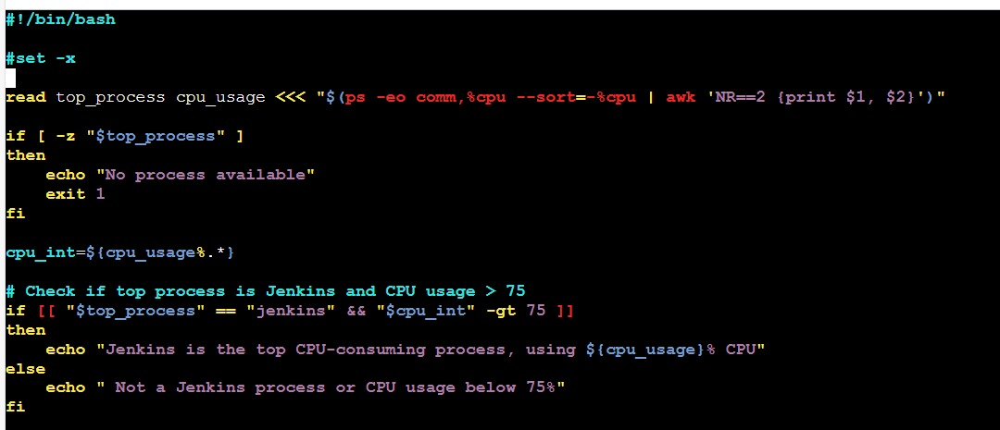 #!/bin/bash
#set -x
read top_process cpu_usage <<< "$(ps -eo comm,%cpu --sort=-%cpu | awk 'NR==2 {print $1, $2}')"
if [ -z "$top_process" ]
then
    echo "No process available"
    exit 1
fi
cpu_int=${cpu_usage%.*}
# Check if top process is Jenkins and CPU usage > 75
if [[ "$top_process" == "jenkins" && "$cpu_int" -gt 75 ]]
then
    echo "Jenkins is the top CPU-consuming process, using ${cpu_usage}% CPU"
else
    echo " Not a Jenkins process or CPU usage below 75%"
fi